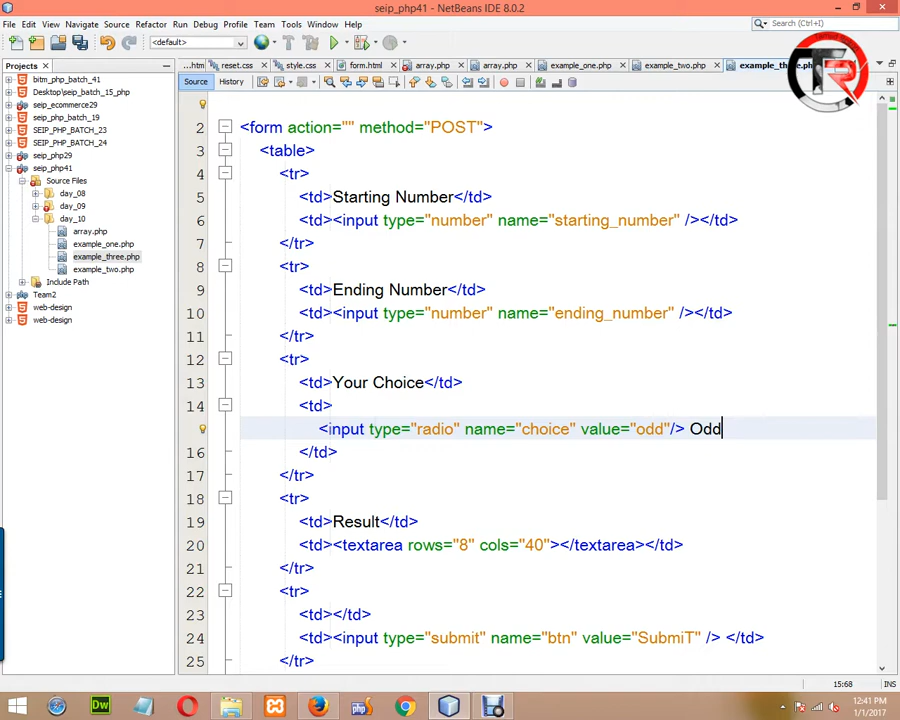 seip_php41 - NetBeans IDE 8.0.2
File Edit View Navigate Source Refactor Run Debug Profile Team Tools Window Help
Search (Ctrl+I)
<default>
Projects
...htm reset.css style.css form.html array.php array.php example_one.php example_two.php example_three.php
Source History
bitm_php_batch_41
Desktop\seip_batch_15_php
seip_ecommerce29
seip_php_batch_19
SEIP_PHP_BATCH_23
SEIP_PHP_BATCH_24
seip_php29
seip_php41
Source Files
day_08
day_09
day_10
array.php
example_one.php
example_three.php
example_two.php
Include Path
Team2
web-design
web-design
2 <form action="" method="POST">
3 <table>
4 <tr>
5 <td>Starting Number</td>
6 <td><input type="number" name="starting_number" /></td>
7 </tr>
8 <tr>
9 <td>Ending Number</td>
10 <td><input type="number" name="ending_number" /></td>
11 </tr>
12 <tr>
13 <td>Your Choice</td>
14 <td>
<input type="radio" name="choice" value="odd"/> Odd
16 </td>
17 </tr>
18 <tr>
19 <td>Result</td>
20 <td><textarea rows="8" cols="40"></textarea></td>
21 </tr>
22 <tr>
23 <td></td>
24 <td><input type="submit" name="btn" value="SubmiT" /> </td>
25 </tr>
15:68 INS
Dw
12:41 PM
1/1/2017